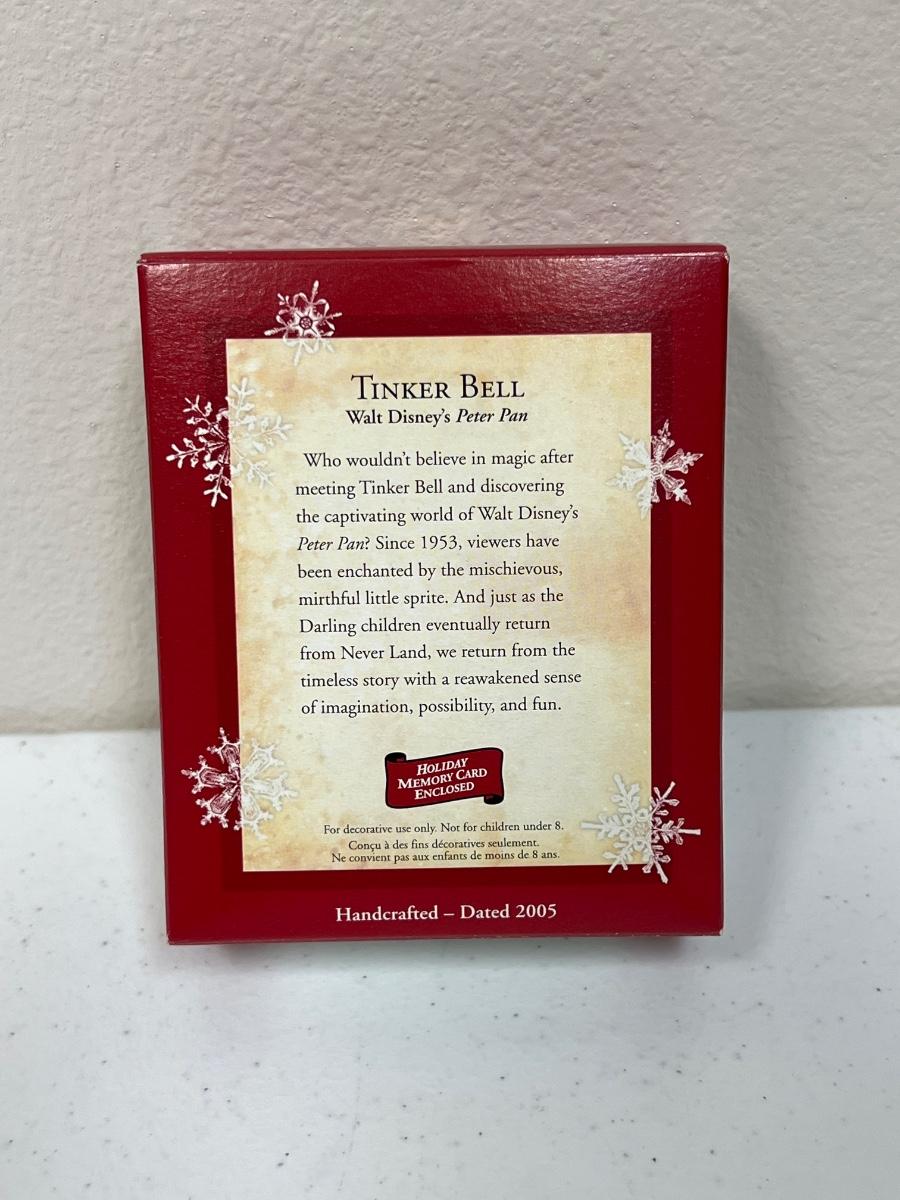 TINKER BELL
Walt Disney's Peter Pan
Who wouldn't believe in magic after
meeting Tinker Bell and discovering
the captivating world of Walt Disney's
Peter Pan? Since 1953, viewers have
been enchanted by the mischievous,
mirthful little sprite. And just as the
Darling children eventually return
from Never Land, we return from the
timeless story with a reawakened sense
of imagination, possibility, and fun.
HOLIDAY
MEMORY CARD
ENCLOSED
For decorative use only. Not for children under 8.
Conçu à des fins décoratives seulement.
Ne convient pas aux enfants de moins de 8 ans.
Handcrafted – Dated 2005